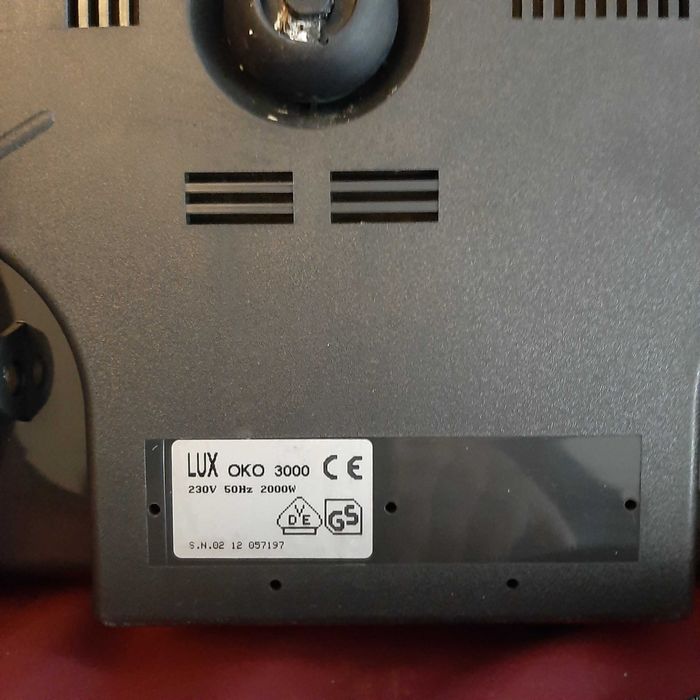 LUX OKO 3000 CE
230V 50Hz 2000W
VDE GS
S.N.02 12 057197